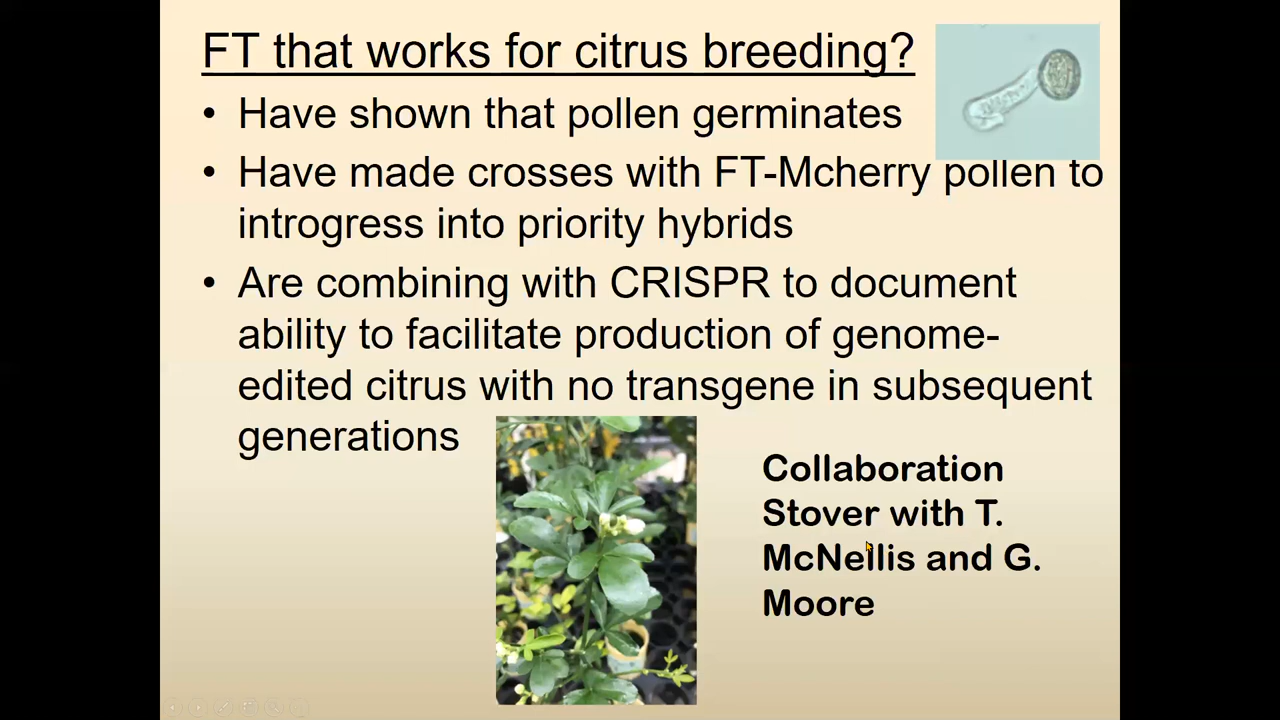 FT that works for citrus breeding?
• Have shown that pollen germinates
• Have made crosses with FT-Mcherry pollen to
introgress into priority hybrids
• Are combining with CRISPR to document
ability to facilitate production of genome-
edited citrus with no transgene in subsequent
generations
Collaboration
Stover with T.
McNellis and G.
Moore